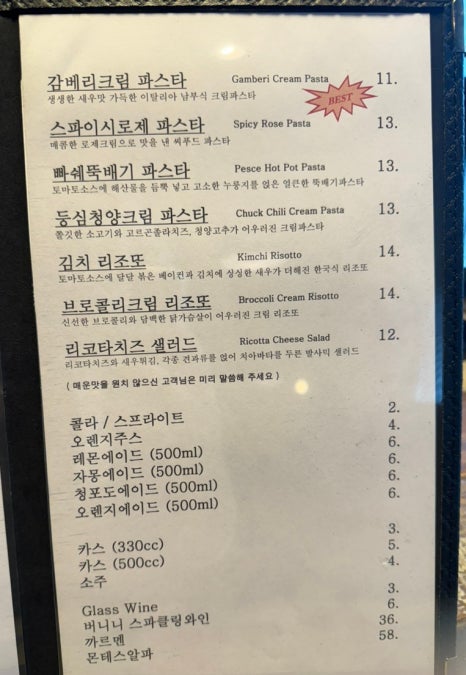 감베리크림 파스타 Gamberi Cream Pasta 11.
생생한 새우맛 가득한 이탈리아 남부식 크림파스타
BEST
스파이시로제 파스타 Spicy Rose Pasta 13.
매콤한 로제크림으로 맛을 낸 씨푸드 파스타
빠쉐뚝배기 파스타 Pesce Hot Pot Pasta 13.
토마토소스에 해산물을 듬뿍 넣고 고소한 누룽지를 얹은 얼큰한 뚝배기파스타
등심청양크림 파스타 Chuck Chili Cream Pasta 13.
쫄깃한 소고기와 고르곤졸라치즈, 청양고추가 어우러진 크림파스타
김치 리조또 Kimchi Risotto 14.
토마토소스에 달달 볶은 베이컨과 김치에 싱싱한 새우가 더해진 한국식 리조또
브로콜리크림 리조또 Broccoli Cream Risotto 14.
신선한 브로콜리와 담백한 닭가슴살이 어우러진 크림 리조또
리코타치즈 샐러드 Ricotta Cheese Salad 12.
리코타치즈와 새우튀김, 각종 견과류를 얹어 치아바타를 두른 발사믹 샐러드
( 매운맛을 원치 않으신 고객님은 미리 말씀해 주세요 )
콜라 / 스프라이트 2.
오렌지주스 4.
레몬에이드 (500ml) 6.
자몽에이드 (500ml) 6.
청포도에이드 (500ml) 6.
오렌지에이드 (500ml) 6.
카스 (330cc) 3.
카스 (500cc) 5.
소주 4.
Glass Wine 3.
버니니 스파클링와인 6.
까르멘 36.
몬테스알파 58.